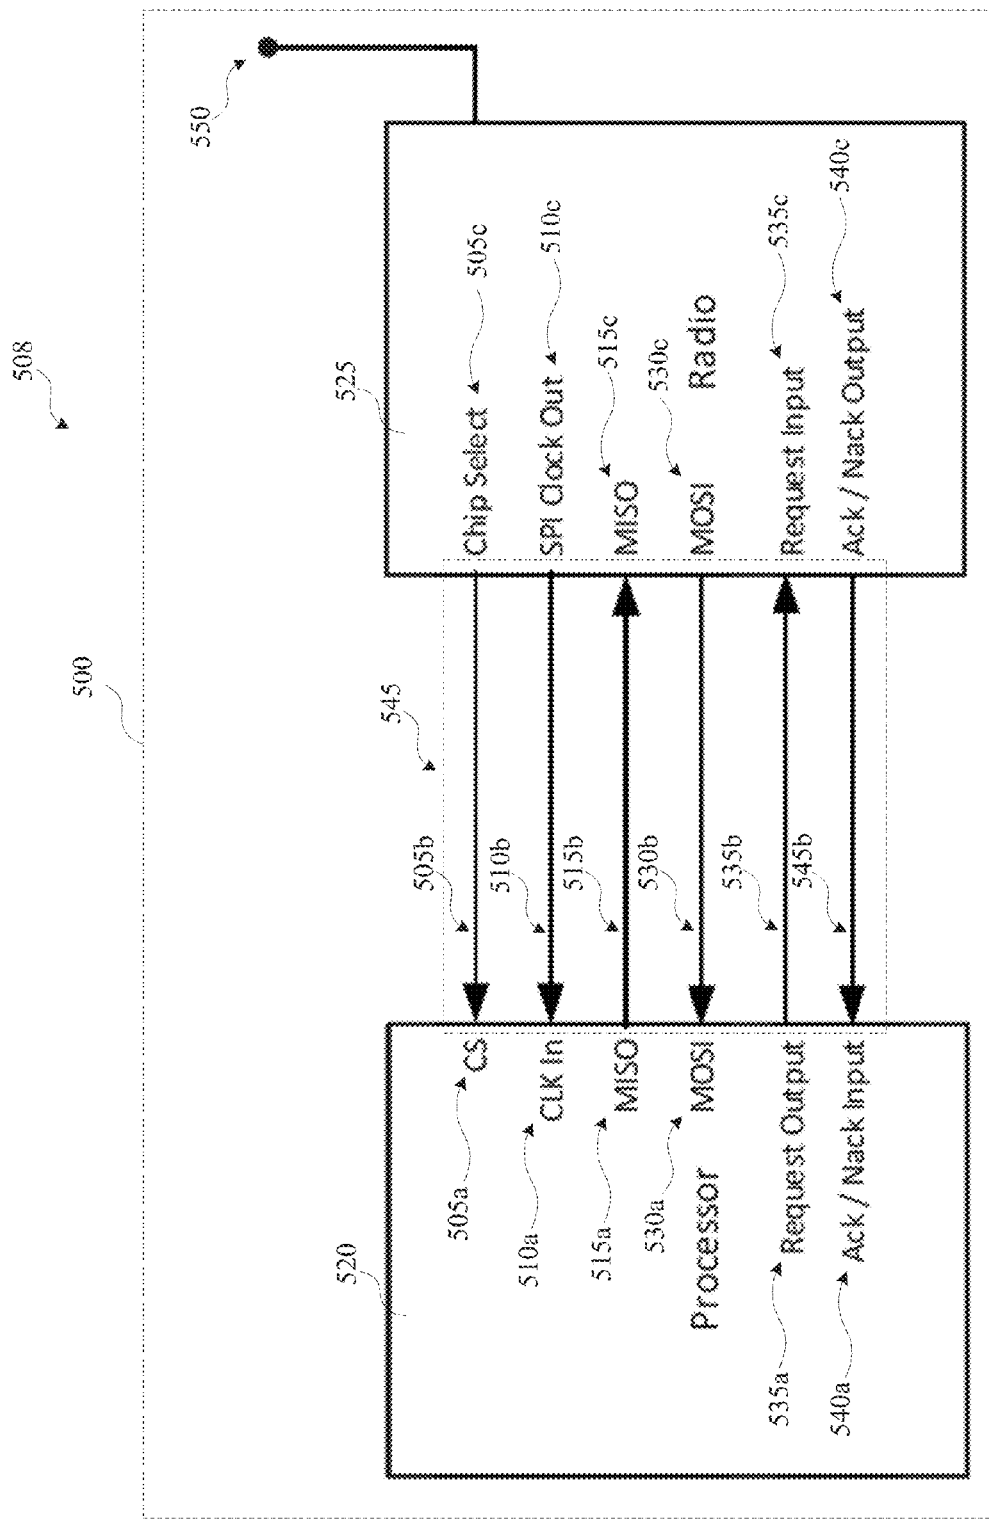 508
500
550
520
525
545
505a
CS
505b
Chip Select
505c
510a
CLK In
510b
SPI Clock Out
510c
515a
MISO
515b
MISO
515c
530a
MOSI
530b
MOSI
530c
Processor
Radio
535a
Request Output
535b
Request Input
535c
540a
Ack / Nack Input
545b
Ack / Nack Output
540c